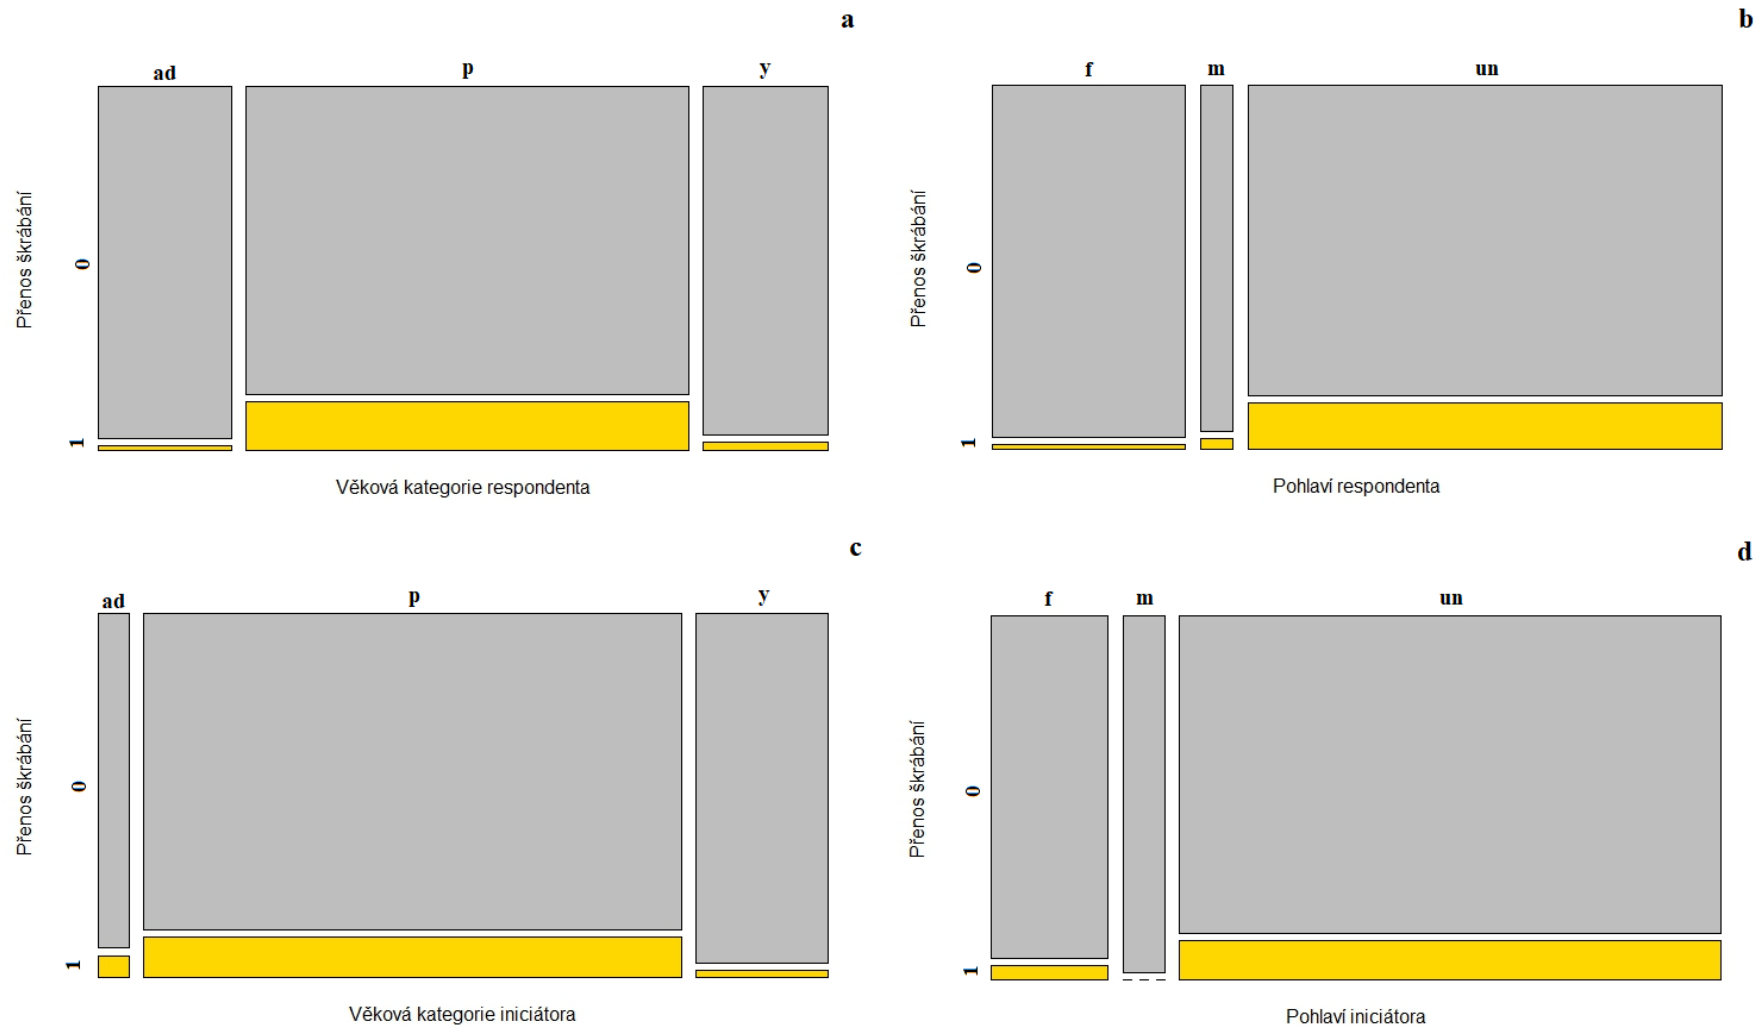 a
ad p y
Přenos škrábání
0
1
Věková kategorie respondenta
b
f m un
Přenos škrábání
0
1
Pohlaví respondenta
c
ad p y
Přenos škrábání
0
1
Věková kategorie iniciátora
d
f m un
Přenos škrábání
0
1
Pohlaví iniciátora